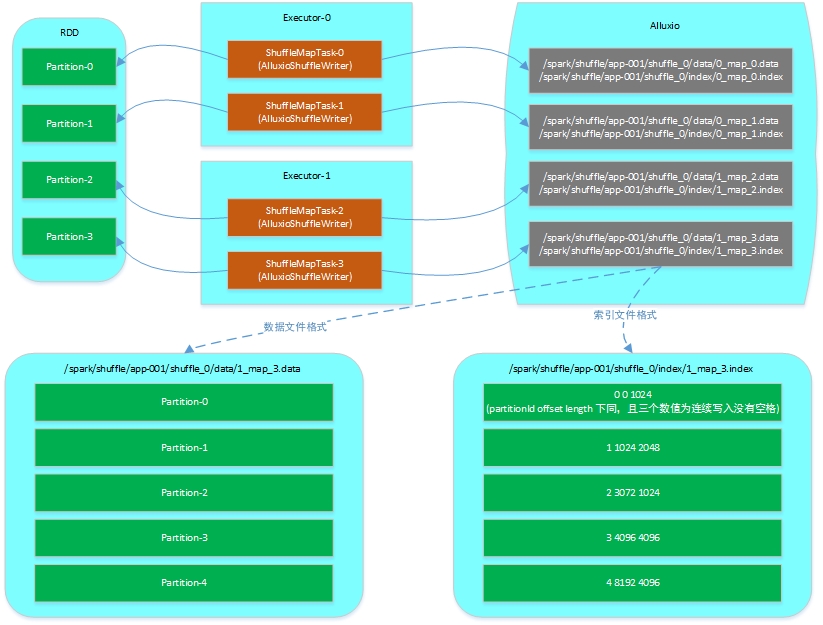 RDD
Partition-0
Partition-1
Partition-2
Partition-3
Executor-0
ShuffleMapTask-0
(AlluxioShuffleWriter)
ShuffleMapTask-1
(AlluxioShuffleWriter)
Executor-1
ShuffleMapTask-2
(AlluxioShuffleWriter)
ShuffleMapTask-3
(AlluxioShuffleWriter)
Alluxio
/spark/shuffle/app-001/shuffle_0/data/0_map_0.data
/spark/shuffle/app-001/shuffle_0/index/0_map_0.index
/spark/shuffle/app-001/shuffle_0/data/0_map_1.data
/spark/shuffle/app-001/shuffle_0/index/0_map_1.index
/spark/shuffle/app-001/shuffle_0/data/1_map_2.data
/spark/shuffle/app-001/shuffle_0/index/1_map_2.index
/spark/shuffle/app-001/shuffle_0/data/1_map_3.data
/spark/shuffle/app-001/shuffle_0/index/1_map_3.index
数据文件格式
索引文件格式
/spark/shuffle/app-001/shuffle_0/data/1_map_3.data
Partition-0
Partition-1
Partition-2
Partition-3
Partition-4
/spark/shuffle/app-001/shuffle_0/index/1_map_3.index
0 0 1024
(partitionId offset length 下同，且三个数值为连续写入没有空格)
1 1024 2048
2 3072 1024
3 4096 4096
4 8192 4096